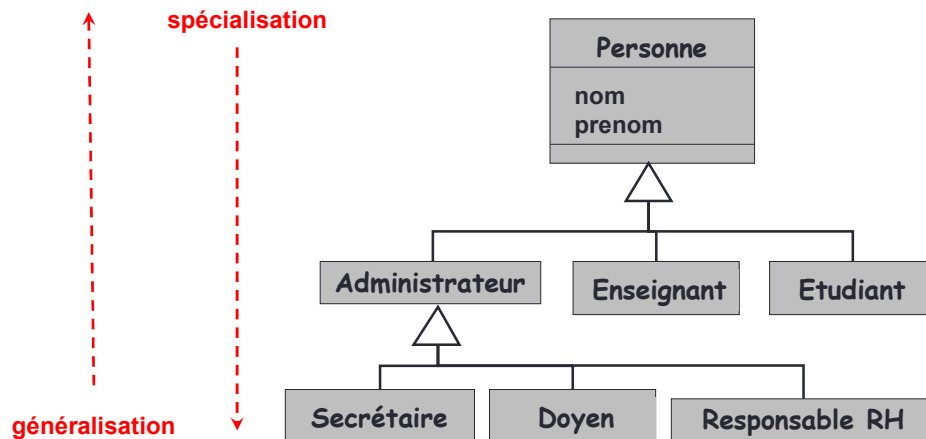 spécialisation
Personne
nom
prenom
Administrateur
Enseignant
Etudiant
Secrétaire
Doyen
Responsable RH
généralisation